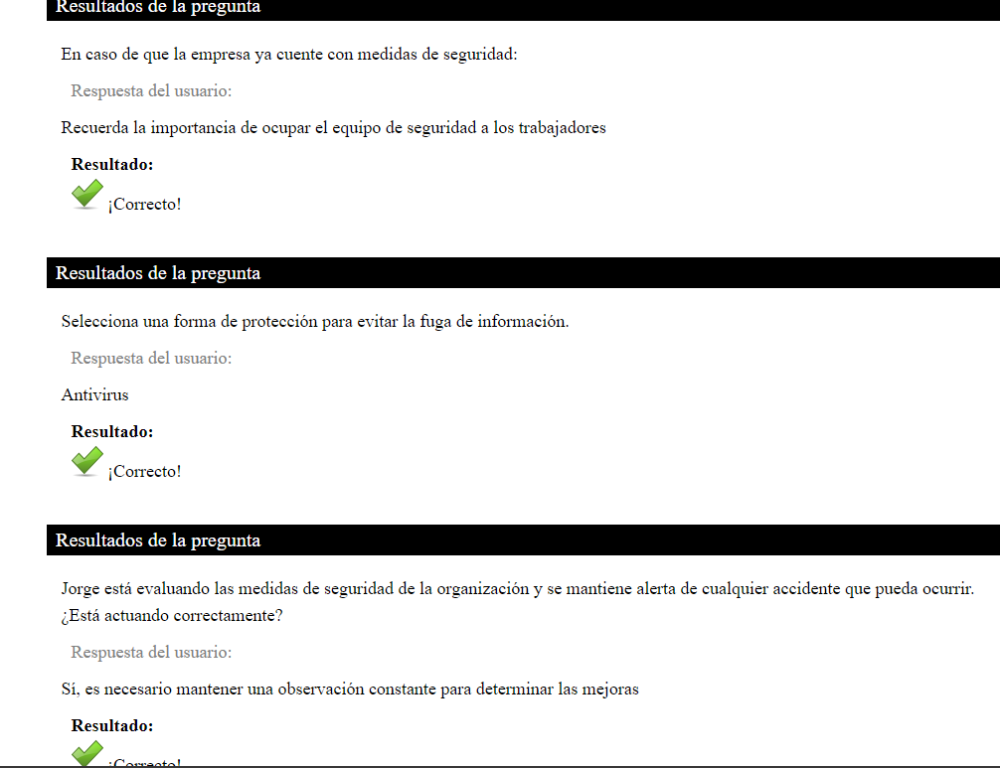 Resultados de la pregunta
En caso de que la empresa ya cuente con medidas de seguridad:
Respuesta del usuario:
Recuerda la importancia de ocupar el equipo de seguridad a los trabajadores
Resultado:
¡Correcto!
Resultados de la pregunta
Selecciona una forma de protección para evitar la fuga de información.
Respuesta del usuario:
Antivirus
Resultado:
¡Correcto!
Resultados de la pregunta
Jorge está evaluando las medidas de seguridad de la organización y se mantiene alerta de cualquier accidente que pueda ocurrir.
¿Está actuando correctamente?
Respuesta del usuario:
Sí, es necesario mantener una observación constante para determinar las mejoras
Resultado:
¡Correcto!